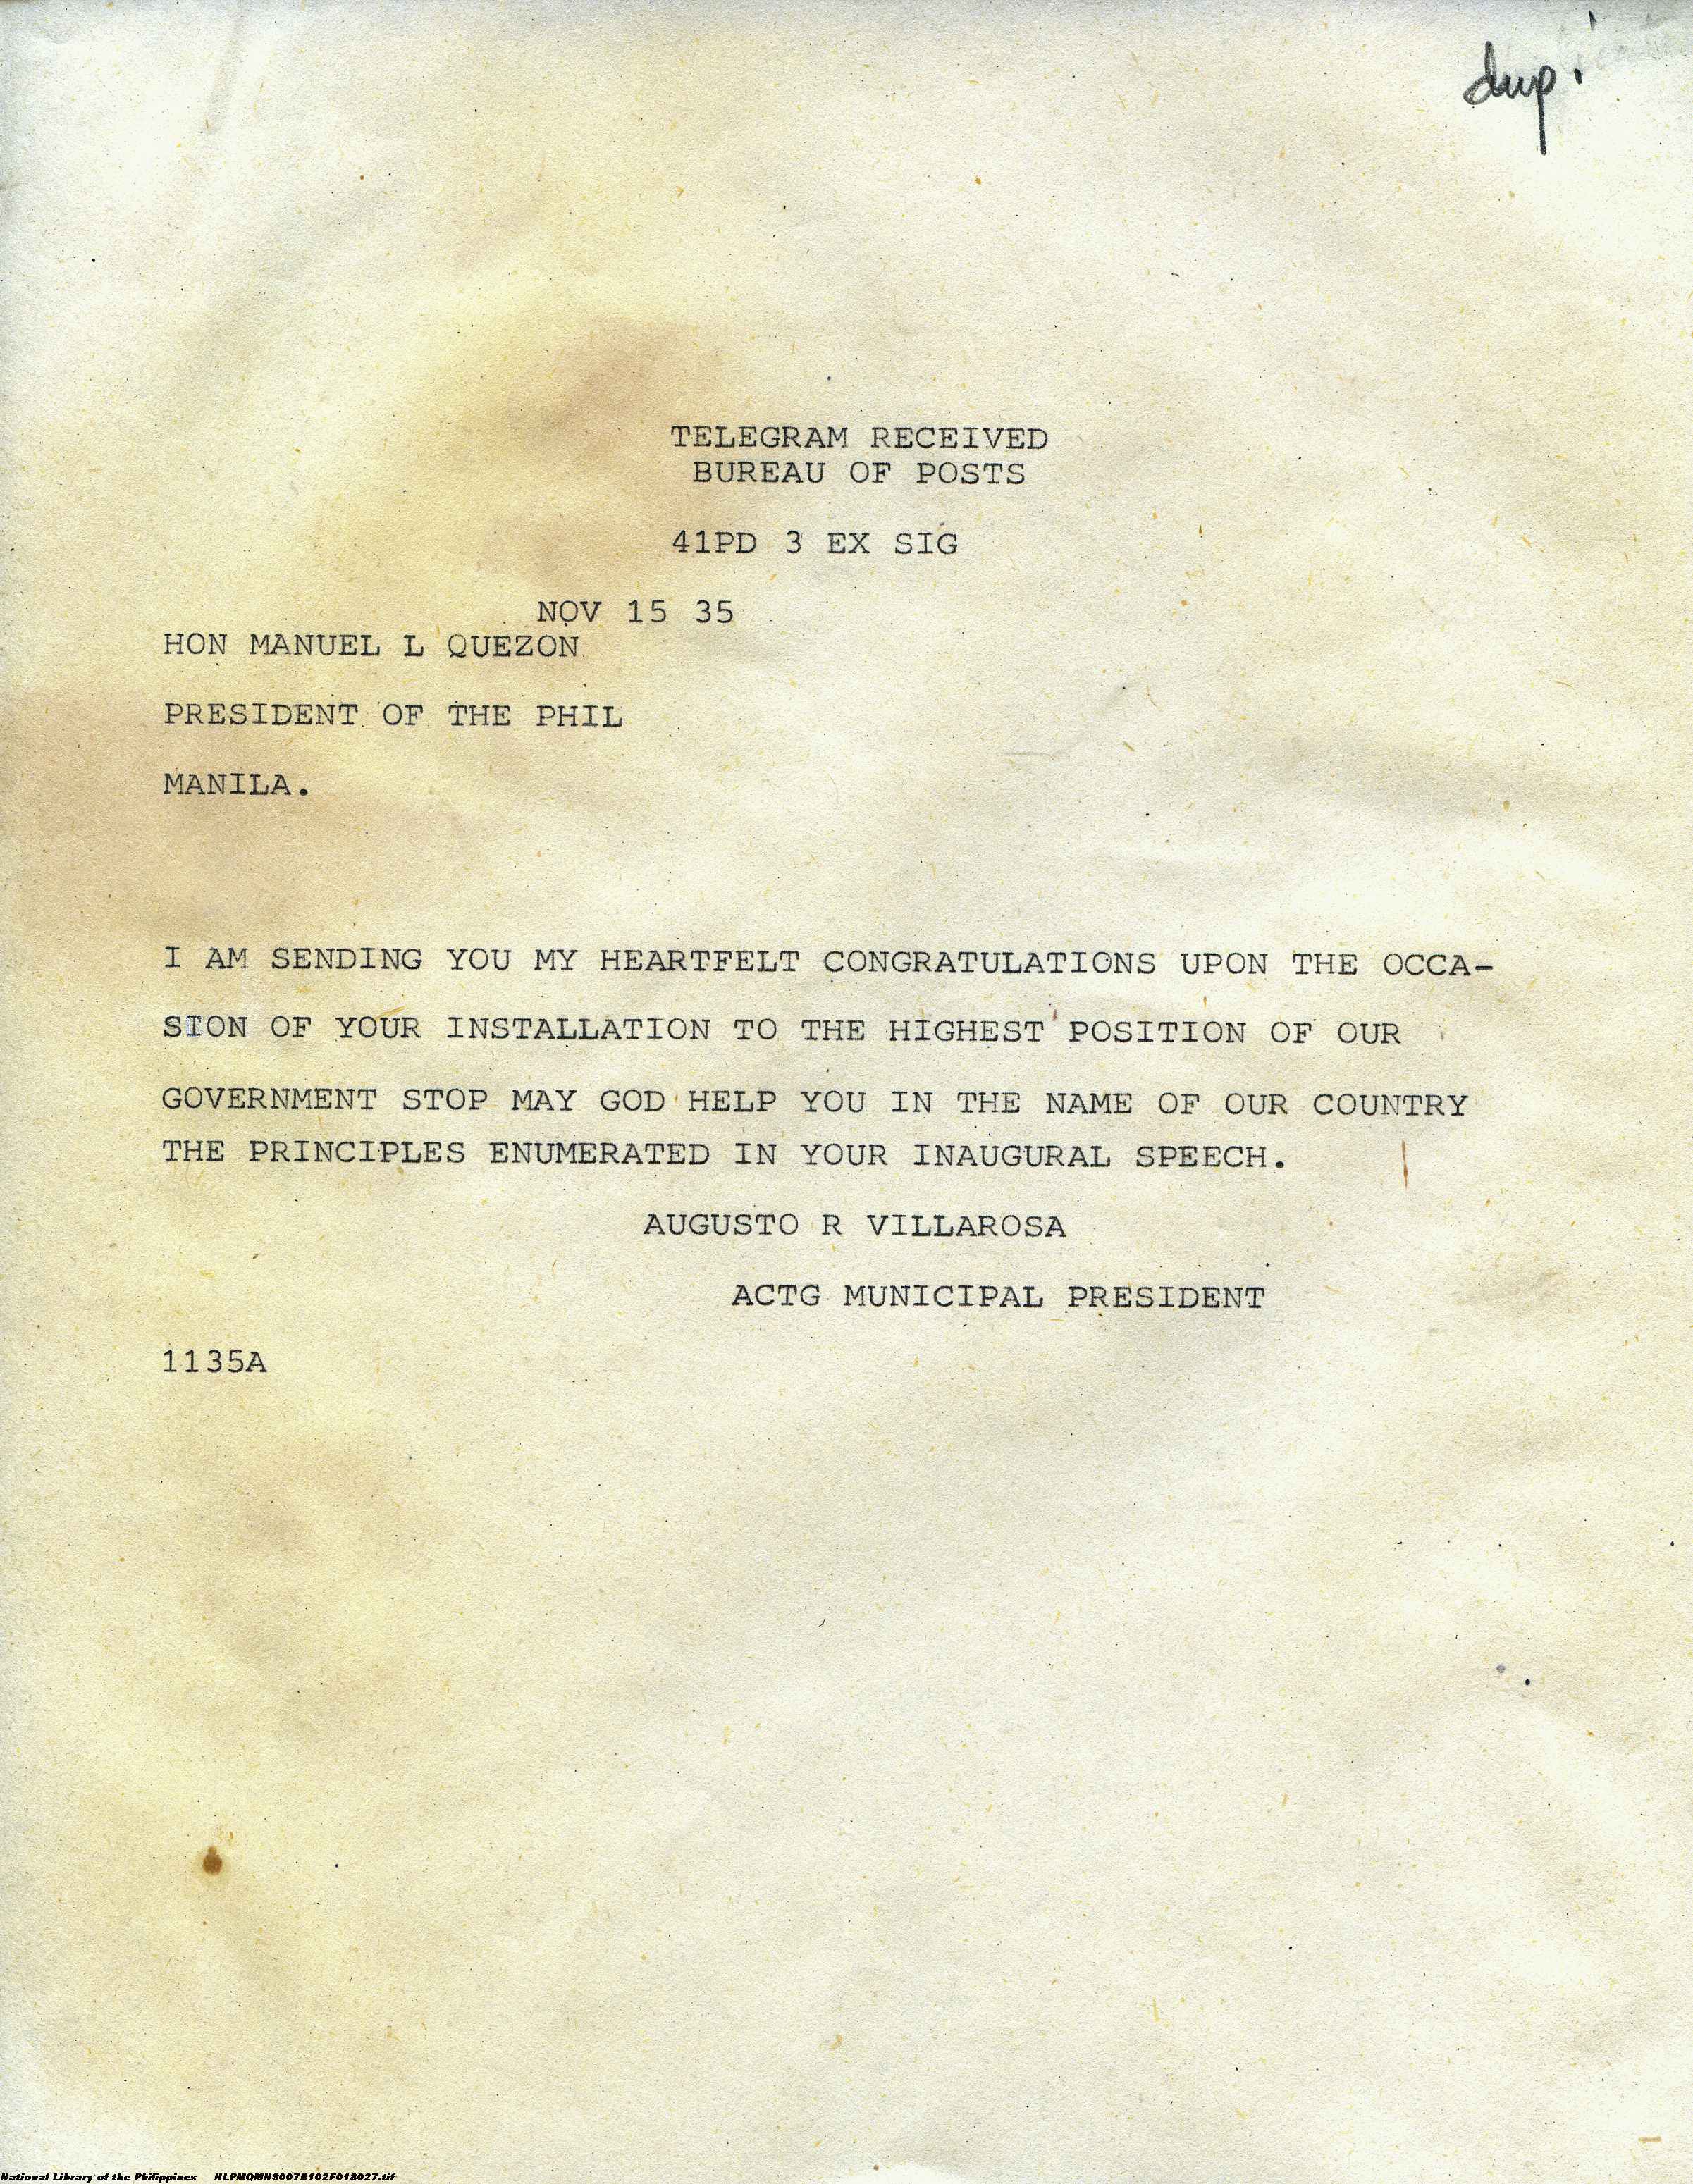 dup.
TELEGRAM RECEIVED
BUREAU OF POSTS
41PD 3 EX SIG
NOV 15 35
HON MANUEL L QUEZON
PRESIDENT OF THE PHIL
MANILA.
I AM SENDING YOU MY HEARTFELT CONGRATULATIONS UPON THE OCCA-
SION OF YOUR INSTALLATION TO THE HIGHEST POSITION OF OUR
GOVERNMENT STOP MAY GOD HELP YOU IN THE NAME OF OUR COUNTRY
THE PRINCIPLES ENUMERATED IN YOUR INAUGURAL SPEECH.
AUGUSTO R VILLAROSA
ACTG MUNICIPAL PRESIDENT
1135A
National Library of the Philippines NLPMQMNS007B102F018027.tif